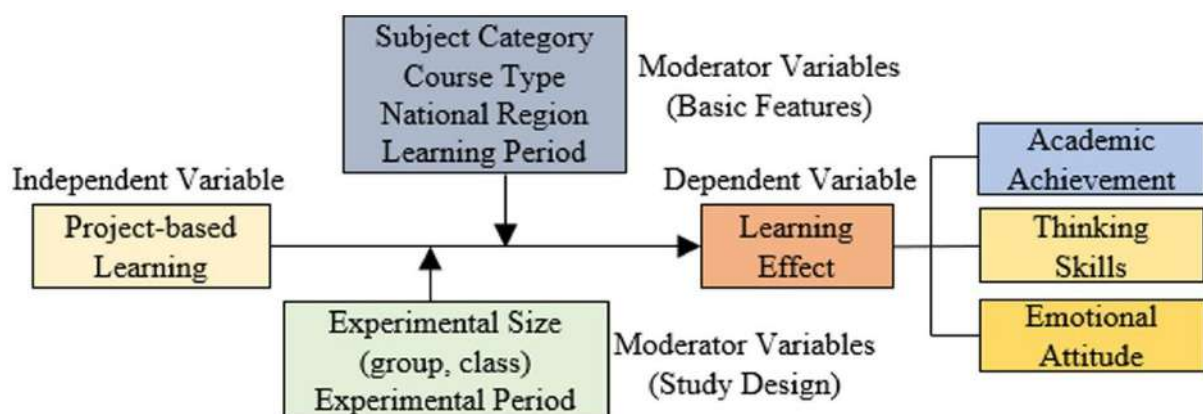 Subject Category
Course Type
National Region
Learning Period
Moderator Variables
(Basic Features)
Independent Variable
Project-based
Learning
Dependent Variable
Learning
Effect
Academic
Achievement
Thinking
Skills
Emotional
Attitude
Experimental Size
(group, class)
Experimental Period
Moderator Variables
(Study Design)